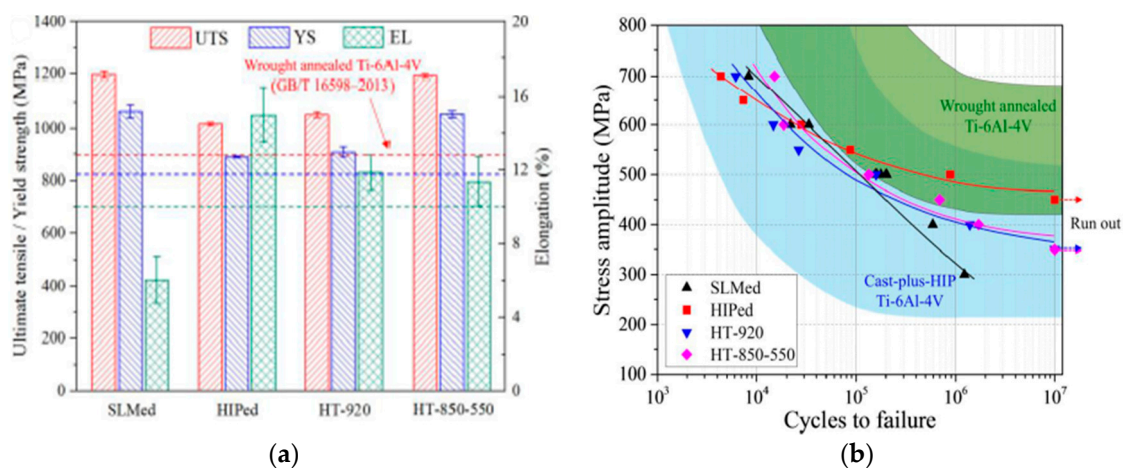 1400
1200
1000
800
600
400
200
0
Ultimate tensile / Yield strength (MPa)
UTS YS EL
Wrought annealed Ti-6Al-4V
(GB/T 16598–2013)
20
16
12
8
4
0
Elongation (%)
SLMed HIPed HT-920 HT-850-550
(a)
800
700
600
500
400
300
200
100
Stress amplitude (MPa)
Wrought annealed
Ti-6Al-4V
Run out
Cast-plus-HIP
Ti-6Al-4V
SLMed
HIPed
HT-920
HT-850-550
10³ 10⁴ 10⁵ 10⁶ 10⁷
Cycles to failure
(b)